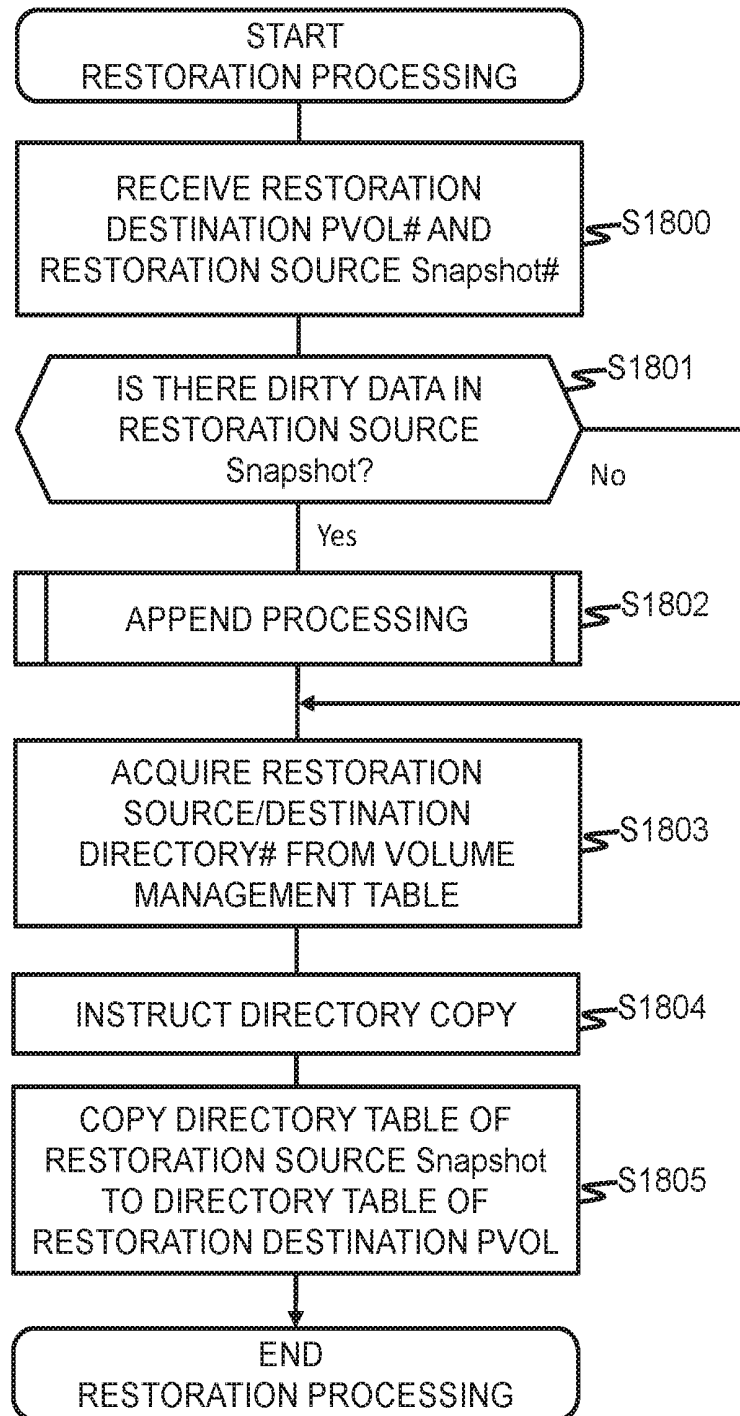 START
RESTORATION PROCESSING
RECEIVE RESTORATION
DESTINATION PVOL# AND
RESTORATION SOURCE Snapshot#
S1800
IS THERE DIRTY DATA IN
RESTORATION SOURCE
Snapshot?
S1801
No
Yes
APPEND PROCESSING
S1802
ACQUIRE RESTORATION
SOURCE/DESTINATION
DIRECTORY# FROM VOLUME
MANAGEMENT TABLE
S1803
INSTRUCT DIRECTORY COPY
S1804
COPY DIRECTORY TABLE OF
RESTORATION SOURCE Snapshot
TO DIRECTORY TABLE OF
RESTORATION DESTINATION PVOL
S1805
END
RESTORATION PROCESSING